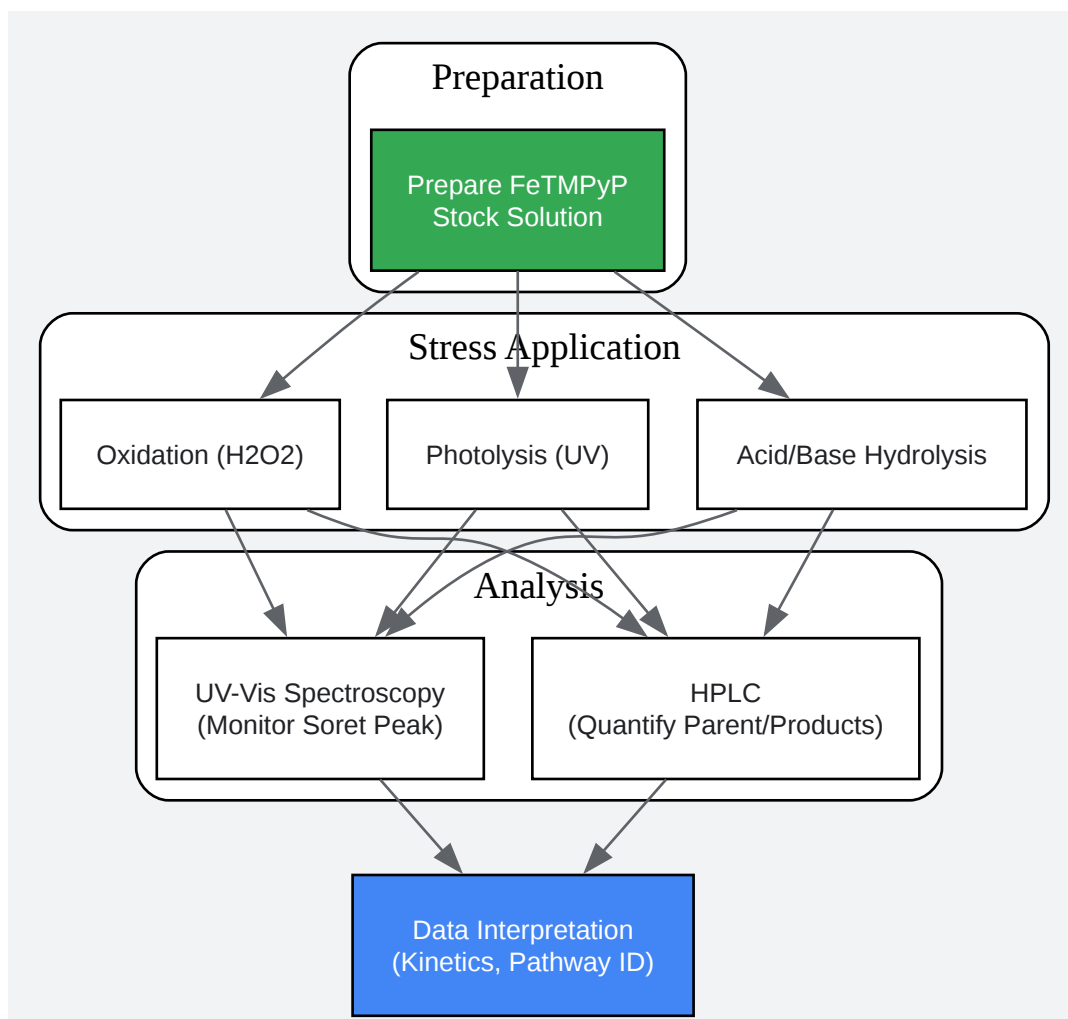 Preparation
Prepare FeTMPyP
Stock Solution
Stress Application
Oxidation (H2O2)
Photolysis (UV)
Acid/Base Hydrolysis
Analysis
UV-Vis Spectroscopy
(Monitor Soret Peak)
HPLC
(Quantify Parent/Products)
Data Interpretation
(Kinetics, Pathway ID)